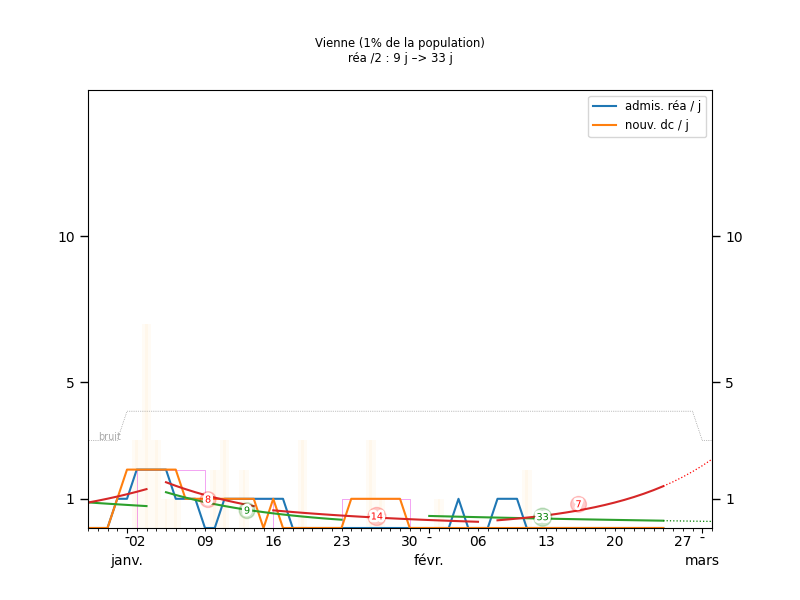 Vienne (1% de la population)
réa /2 : 9 j –> 33 j
admis. réa / j
nouv. dc / j
10
10
5
5
bruit
1
1
8
9
14
33
7
02
09
16
23
30
06
13
20
27
janv.
févr.
mars